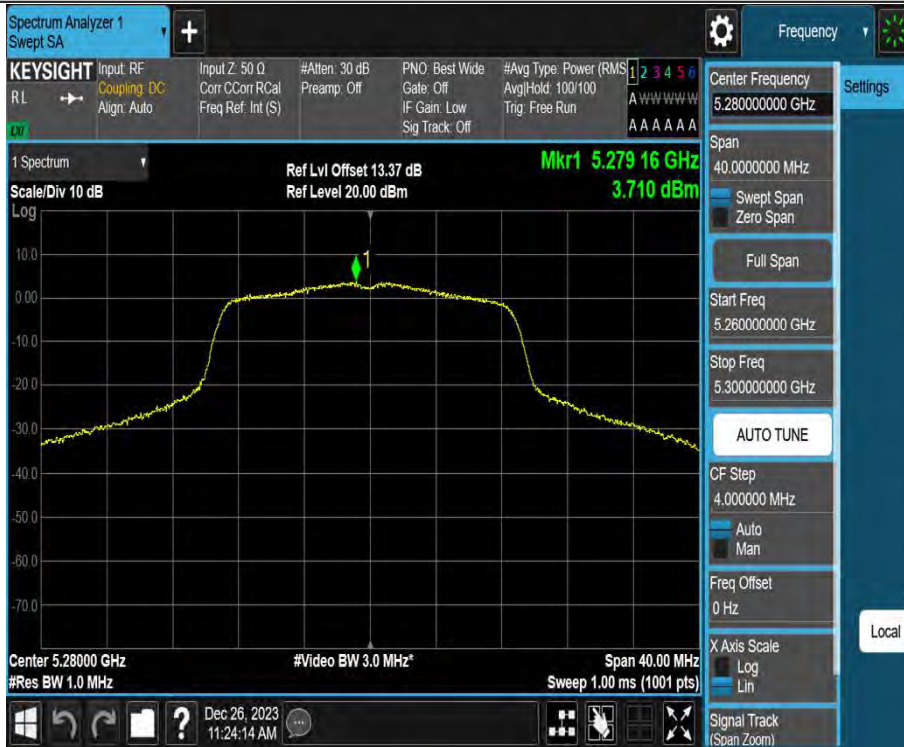 Spectrum Analyzer 1
Swept SA
Frequency
KEYSIGHT
RL
Input: RF
Coupling: DC
Align: Auto
Input Z: 50 Ω
Corr CCorr RCal
Freq Ref: Int (S)
#Atten: 30 dB
Preamp: Off
PNO: Best Wide
Gate: Off
IF Gain: Low
Sig Track: Off
#Avg Type: Power (RMS
Avg|Hold: 100/100
Trig: Free Run
1 2 3 4 5 6
A W W W W W
A A A A A A
Center Frequency
5.280000000 GHz
Settings
1 Spectrum
Scale/Div 10 dB
Log
Ref Lvl Offset 13.37 dB
Ref Level 20.00 dBm
Mkr1 5.279 16 GHz
3.710 dBm
1
10.0
0.00
-10.0
-20.0
-30.0
-40.0
-50.0
-60.0
-70.0
Center 5.28000 GHz
#Res BW 1.0 MHz
#Video BW 3.0 MHz*
Span 40.00 MHz
Sweep 1.00 ms (1001 pts)
Span
40.0000000 MHz
Swept Span
Zero Span
Full Span
Start Freq
5.260000000 GHz
Stop Freq
5.300000000 GHz
AUTO TUNE
CF Step
4.000000 MHz
Auto
Man
Freq Offset
0 Hz
X Axis Scale
Log
Lin
Local
Signal Track
(Span Zoom)
?
Dec 26, 2023
11:24:14 AM